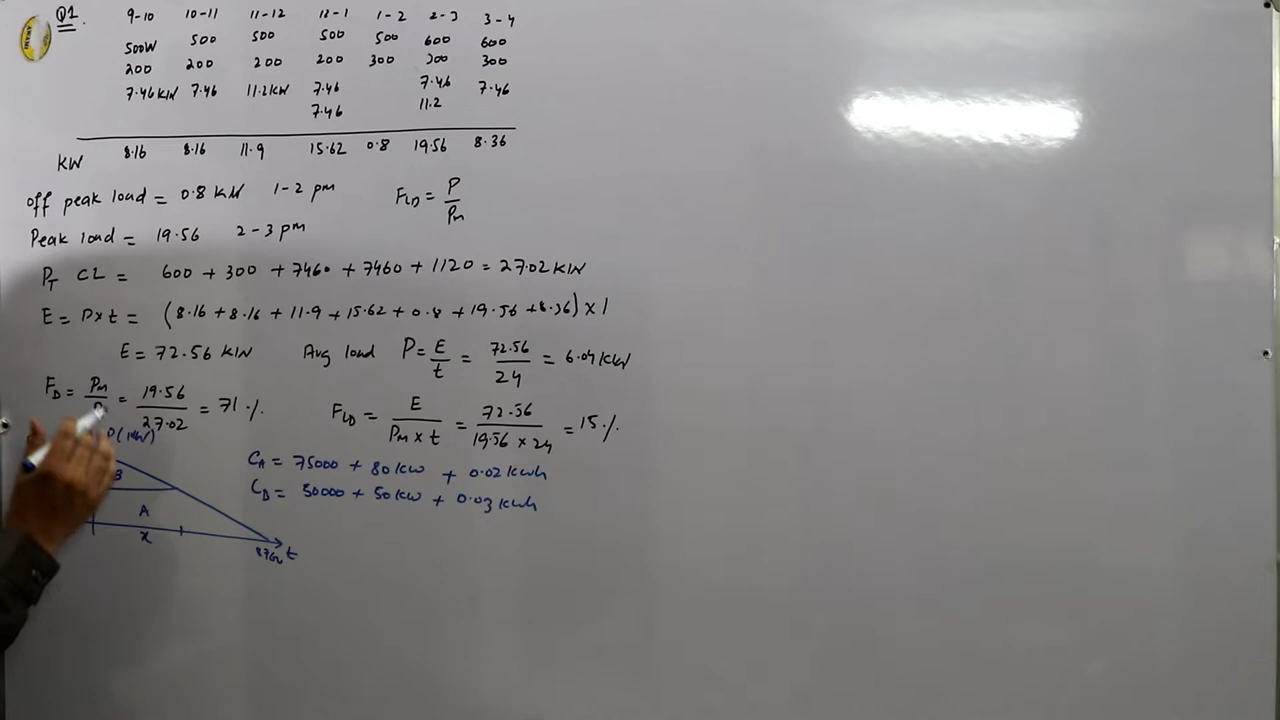 Q1
9-10 10-11 11-12 12-1 1-2 2-3 3-4
500W 500 500 500 500 600 600
200 200 200 200 300 300 300
7.46KW 7.46 11.2KW 7.46 7.46 7.46
7.46 11.2
KW 8.16 8.16 11.9 15.62 0.8 19.56 8.36
off peak load = 0.8 KW 1-2 pm FLD = P/Pm
Peak load = 19.56 2-3 pm
PT CL = 600 + 300 + 7460 + 7460 + 1120 = 27.02 KW
E = P×t = (8.16 + 8.16 + 11.9 + 15.62 + 0.8 + 19.56 + 8.36) × 1
E = 72.56 KW Avg load P = E/t = 72.56/24 = 6.04 KW
FD = Pm/ = 19.56/27.02 = 71 % FLD = E/Pm × t = 72.56/19.56 × 24 = 15 %
P(KW)
CA = 75000 + 80 KW + 0.02 KWh
B
CB = 50000 + 50 KW + 0.03 KWh
A
x
8760 t